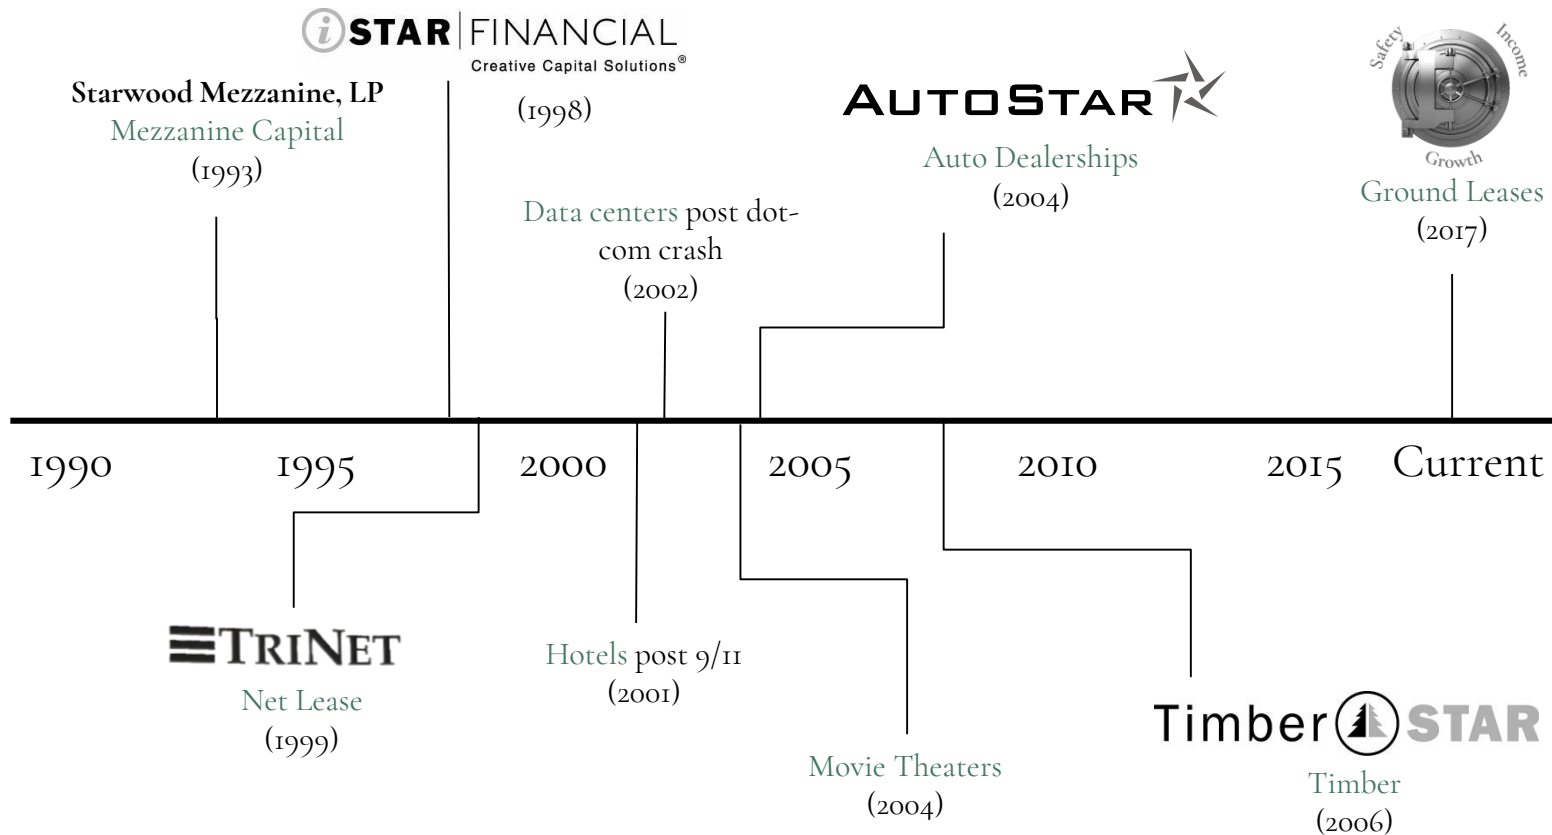 iSTAR FINANCIAL
Creative Capital Solutions®
(1998)
Starwood Mezzanine, LP
Mezzanine Capital
(1993)
Data centers post dot-
com crash
(2002)
AUTOSTAR
Auto Dealerships
(2004)
Safety
Income
Growth
Ground Leases
(2017)
1990
1995
2000
2005
2010
2015
Current
TRINET
Net Lease
(1999)
Hotels post 9/11
(2001)
Movie Theaters
(2004)
Timber STAR
Timber
(2006)